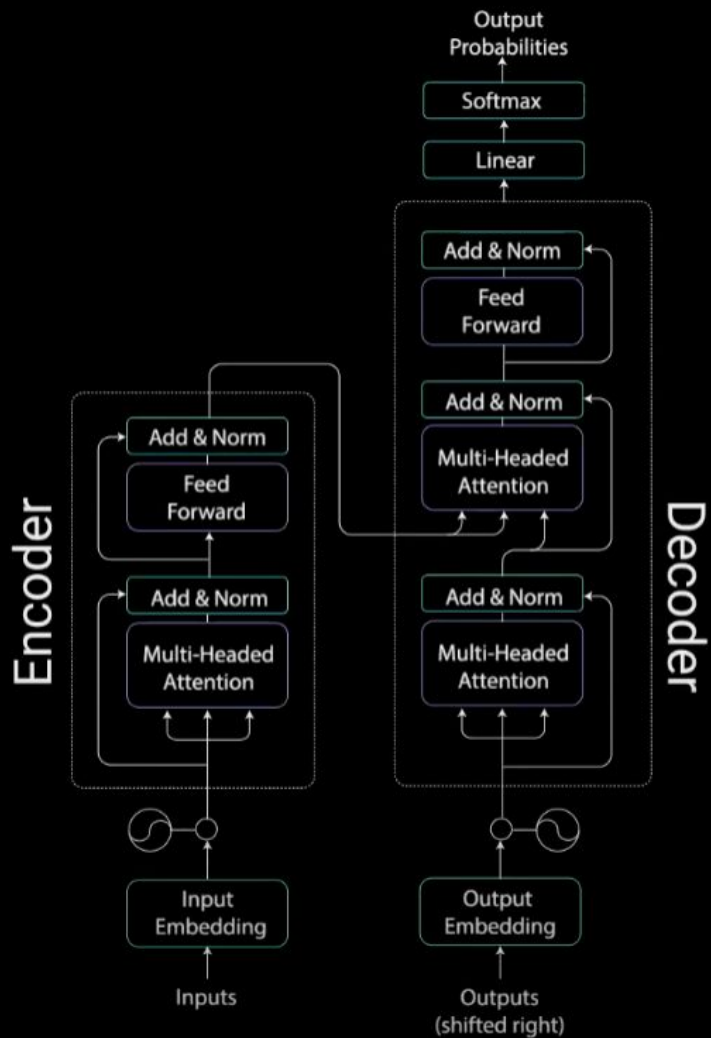 Output
Probabilities
Softmax
Linear
Add & Norm
Feed
Forward
Add & Norm
Multi-Headed
Attention
Add & Norm
Multi-Headed
Attention
Decoder
Output
Embedding
Outputs
(shifted right)
Encoder
Add & Norm
Feed
Forward
Add & Norm
Multi-Headed
Attention
Input
Embedding
Inputs